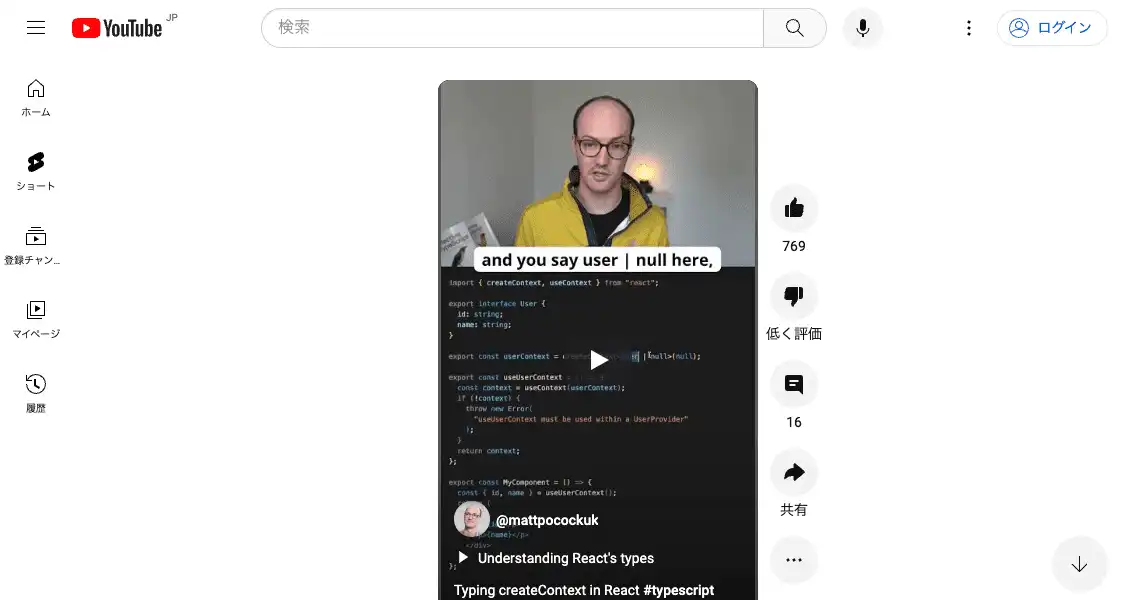 YouTube JP
検索
ログイン
ホーム
ショート
登録チャン...
マイページ
履歴
and you say user | null here,
import { createContext, useContext } from "react";
export interface User {
id: string;
name: string;
}
export const userContext = | null>(null);
export const useUserContext =
const context = useContext(userContext);
if (!context) {
throw new Error(
"useUserContext must be used within a UserProvider"
);
}
return context;
};
export const MyComponent = () => {
const { id, name } = useUserContext();
@mattpocockuk
{name}</p>
</div>
Understanding React's types
};
Typing createContext in React #typescript
769
低く評価
16
共有